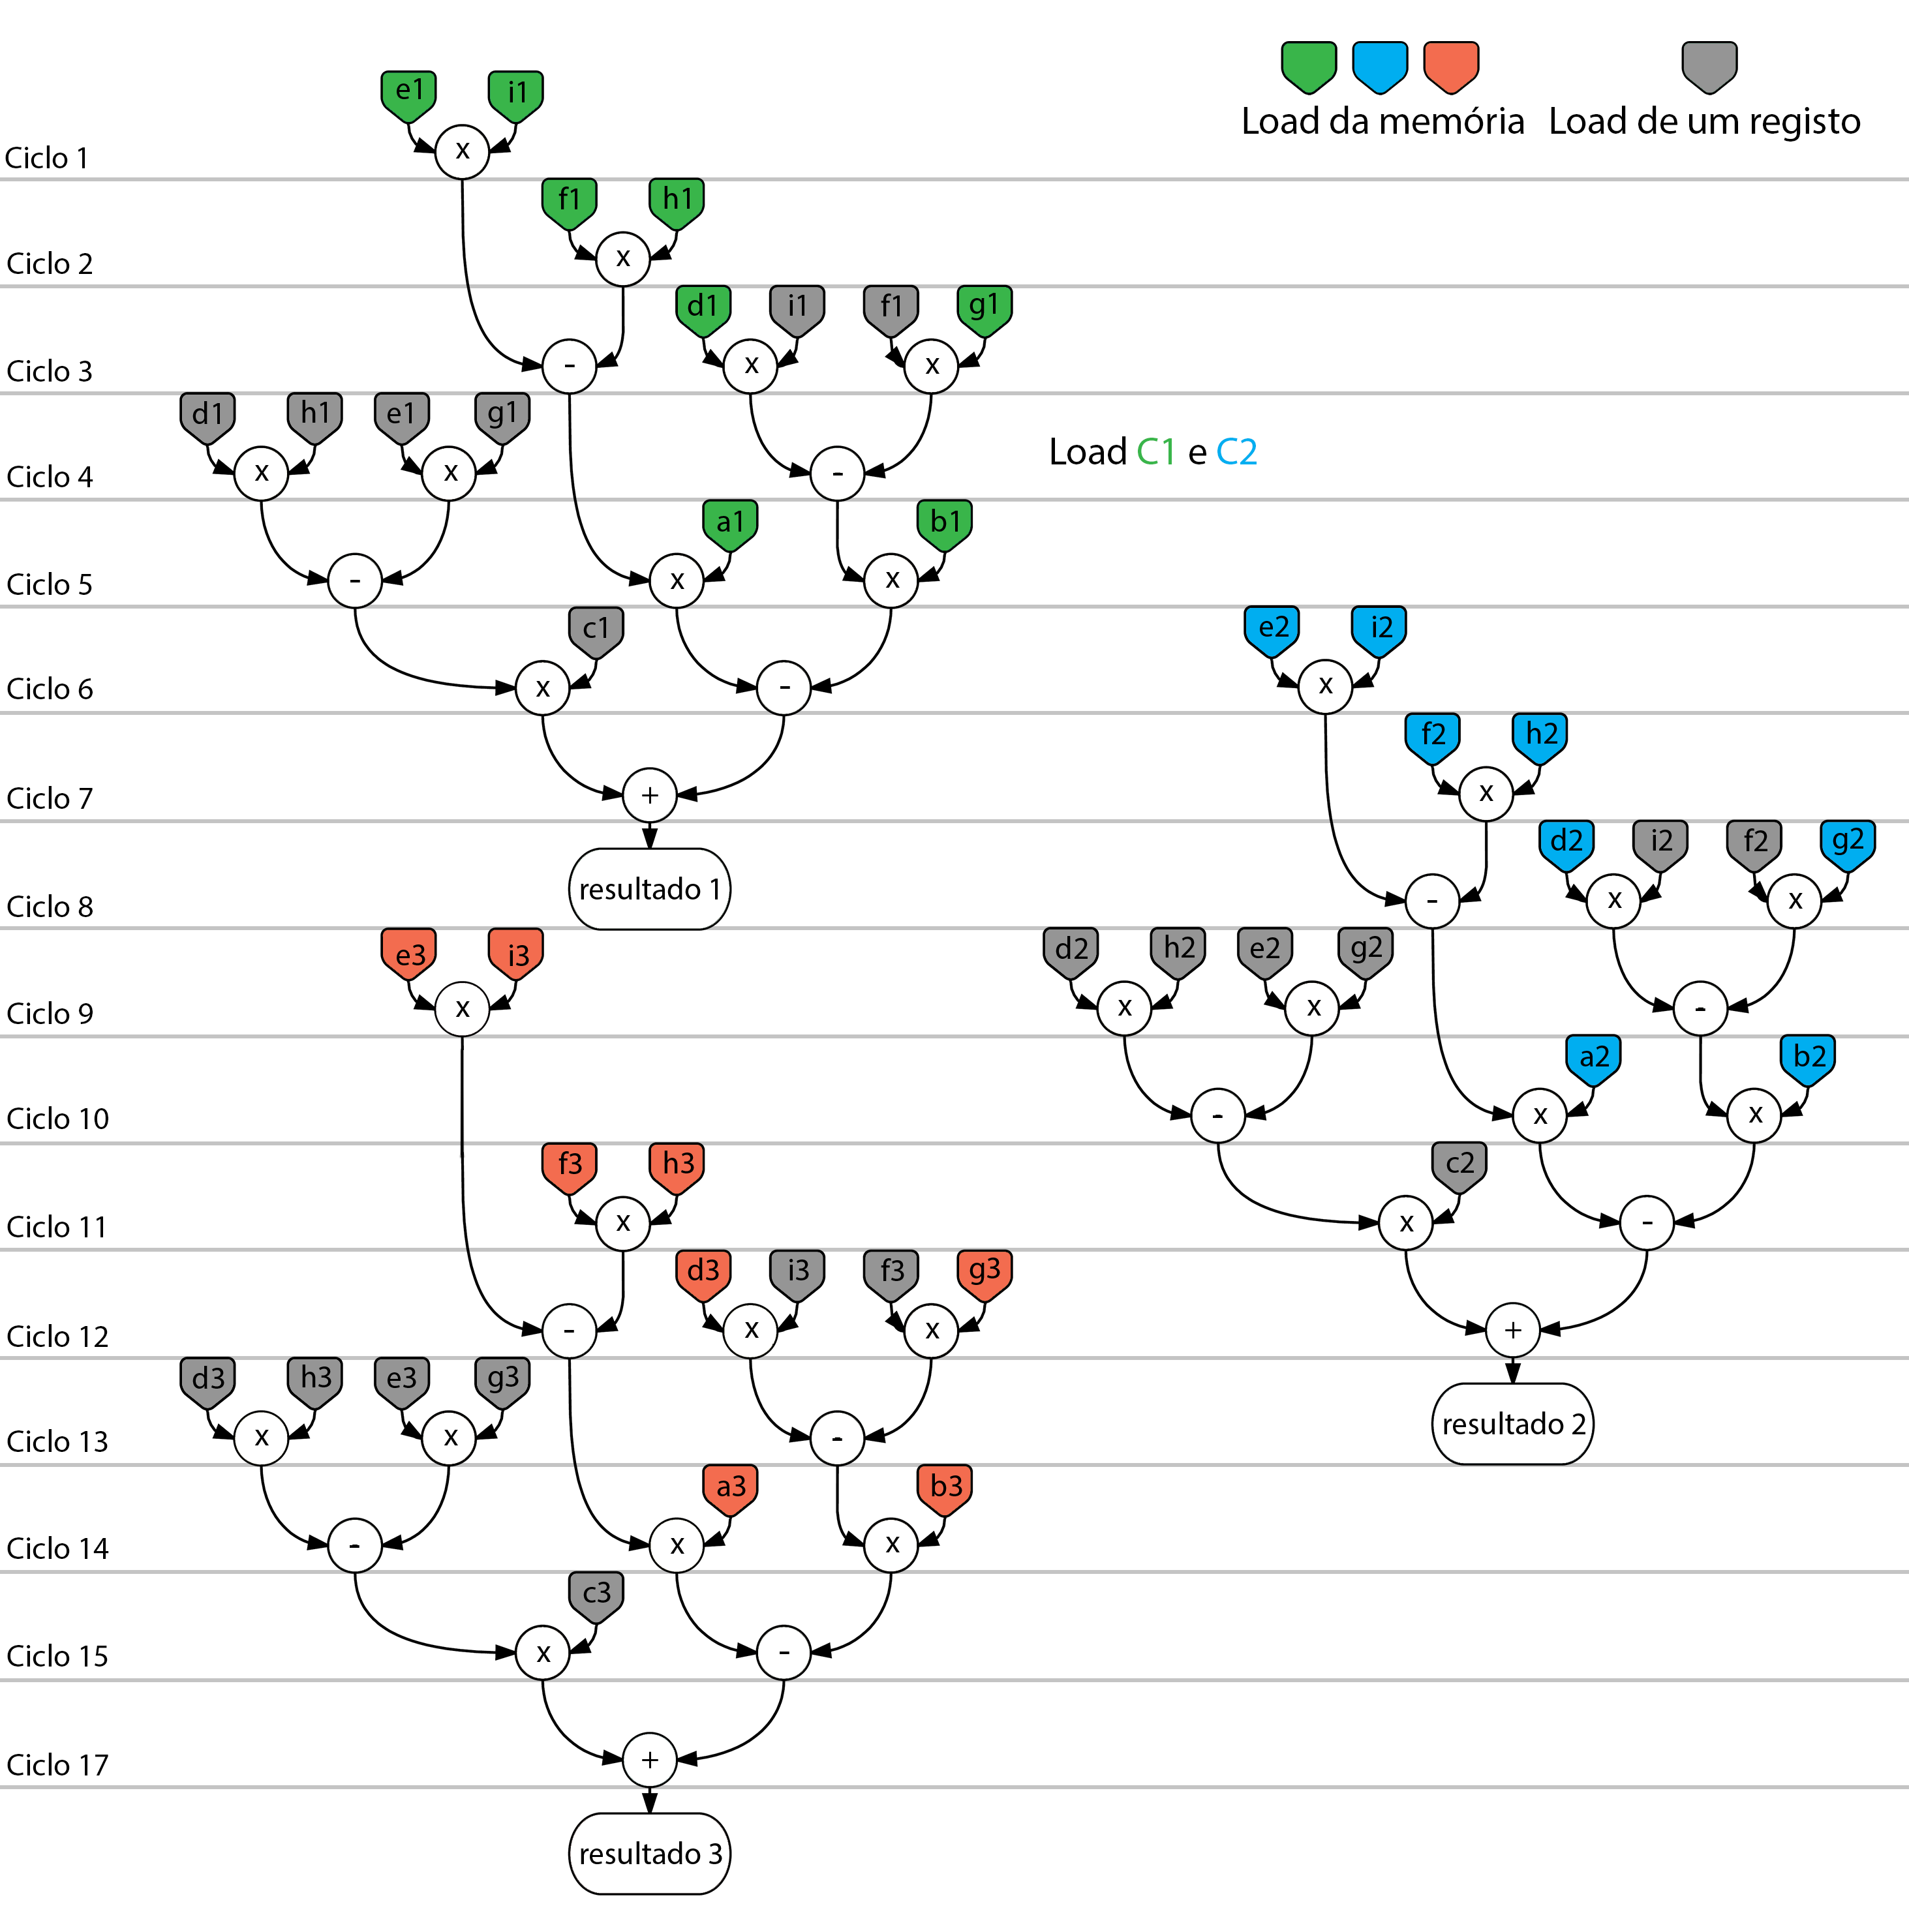 Load da memória Load de um registo
e1 i1
x
Ciclo 1
f1 h1
x
Ciclo 2
d1 i1 f1 g1
- x x
Ciclo 3
d1 h1 e1 g1
Load C1 e C2
x x -
Ciclo 4
a1 b1
- x x
Ciclo 5
c1 e2 i2
x - x
Ciclo 6
f2 h2
+ x
Ciclo 7
d2 i2 f2 g2
resultado 1 - x x
Ciclo 8
e3 i3 d2 h2 e2 g2
x x x -
Ciclo 9
a2 b2
- x x
Ciclo 10
f3 h3 c2
x x -
Ciclo 11
d3 i3 f3 g3
- x x +
Ciclo 12
d3 h3 e3 g3
x x - resultado 2
Ciclo 13
a3 b3
- x x
Ciclo 14
c3
x -
Ciclo 15
+
Ciclo 17
resultado 3